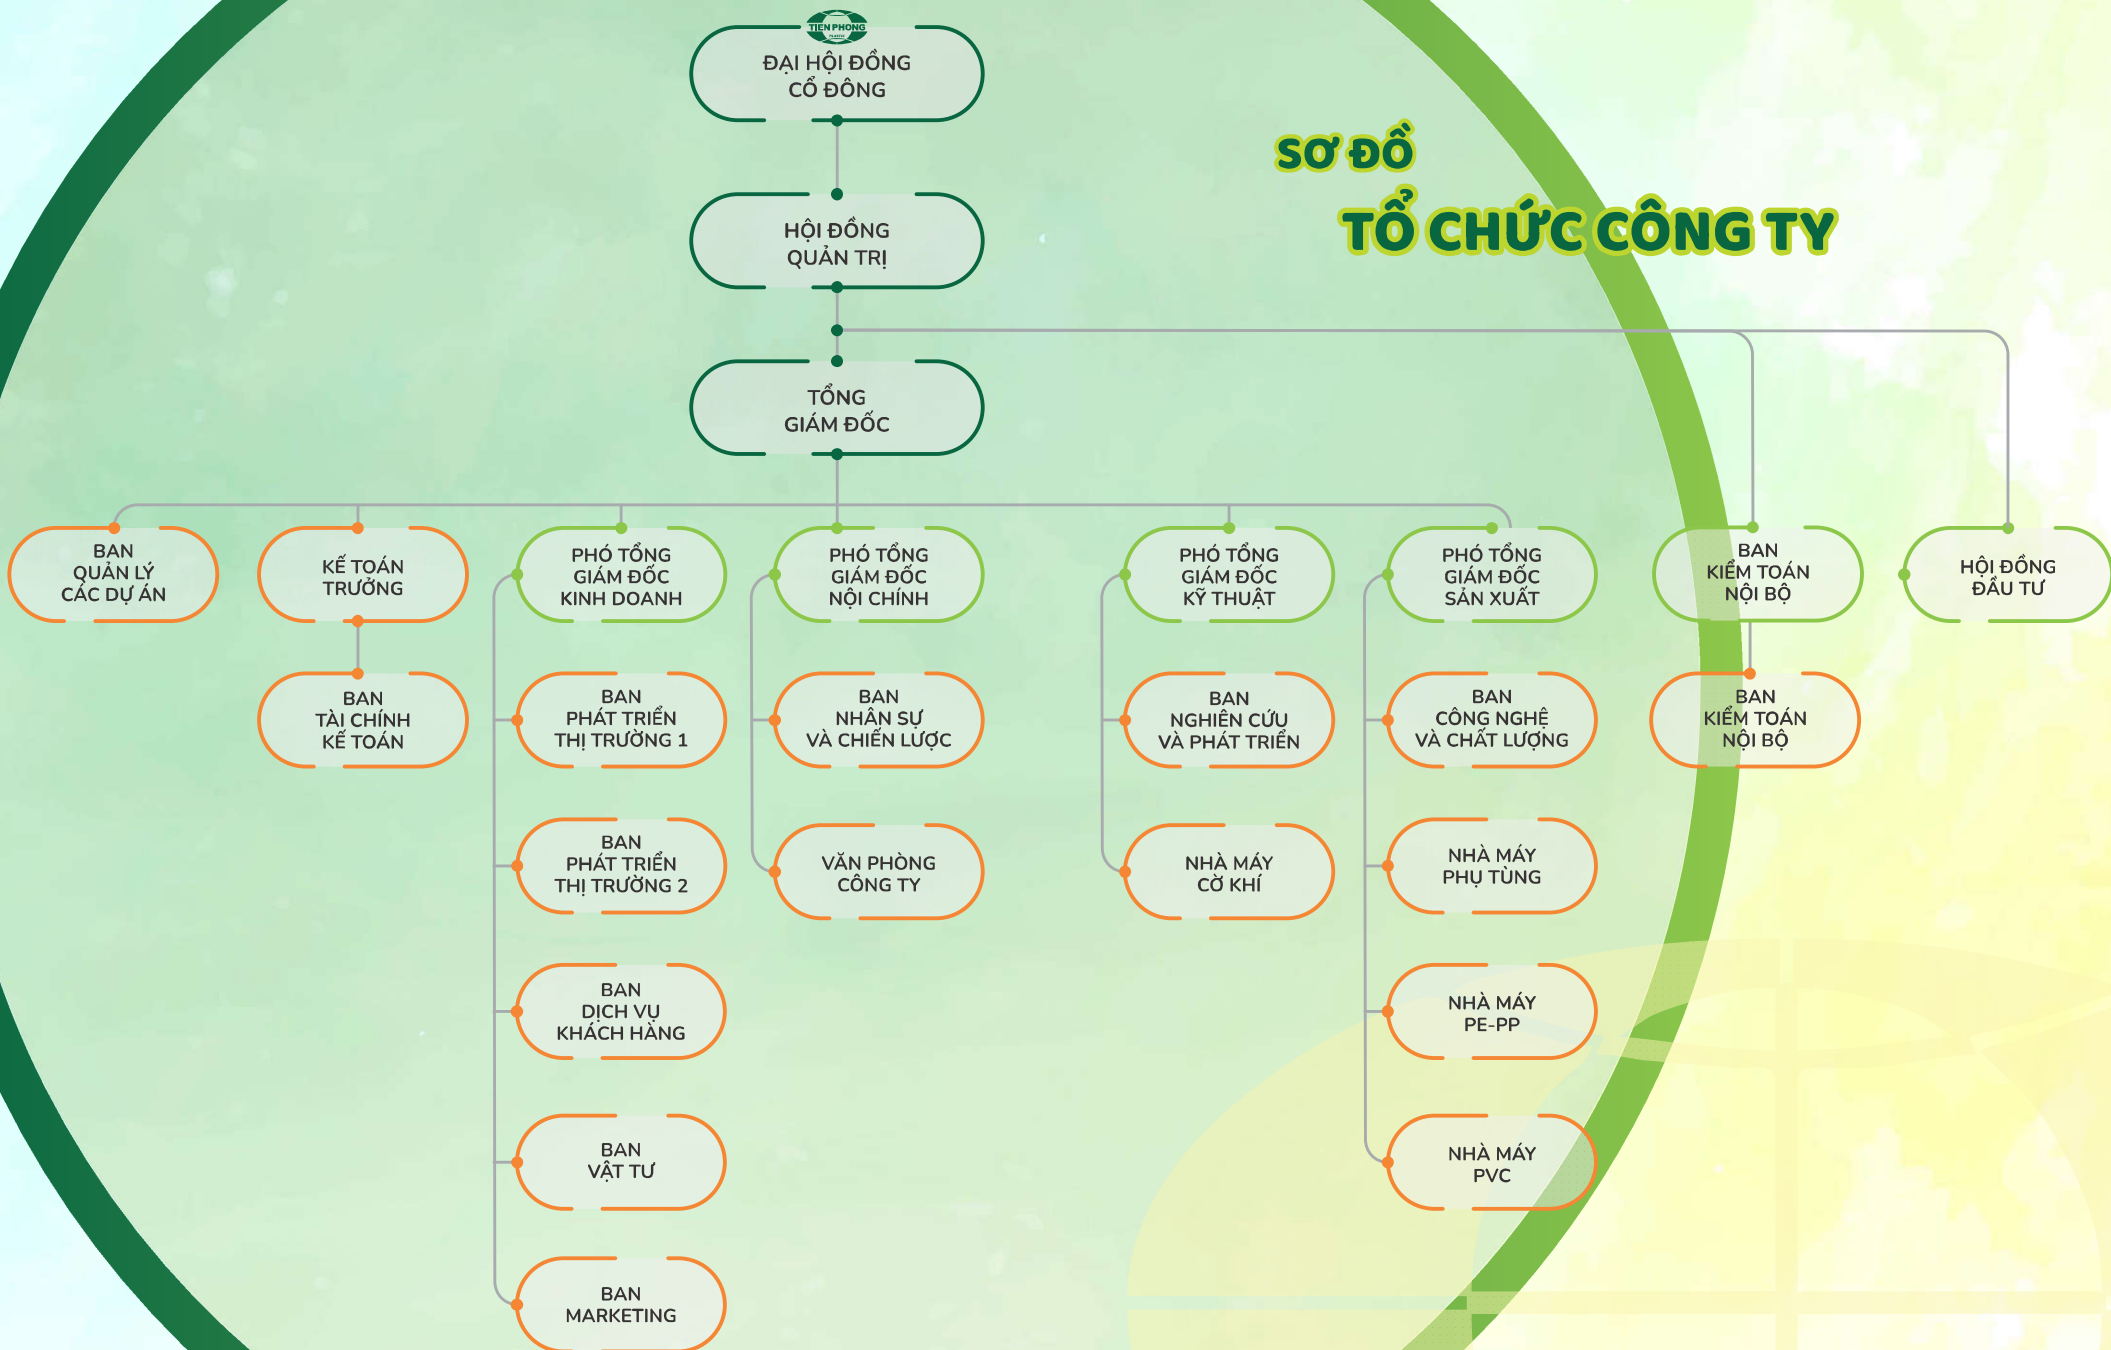 TIEN PHONG
PLASTIC
ĐẠI HỘI ĐỒNG
CỔ ĐÔNG
SƠ ĐỒ
TỔ CHỨC CÔNG TY
HỘI ĐỒNG
QUẢN TRỊ
TỔNG
GIÁM ĐỐC
BAN
QUẢN LÝ
CÁC DỰ ÁN
KẾ TOÁN
TRƯỞNG
PHÓ TỔNG
GIÁM ĐỐC
KINH DOANH
PHÓ TỔNG
GIÁM ĐỐC
NỘI CHÍNH
PHÓ TỔNG
GIÁM ĐỐC
KỸ THUẬT
PHÓ TỔNG
GIÁM ĐỐC
SẢN XUẤT
BAN
KIỂM TOÁN
NỘI BỘ
HỘI ĐỒNG
ĐẦU TƯ
BAN
TÀI CHÍNH
KẾ TOÁN
BAN
PHÁT TRIỂN
THỊ TRƯỜNG 1
BAN
NHÂN SỰ
VÀ CHIẾN LƯỢC
BAN
NGHIÊN CỨU
VÀ PHÁT TRIỂN
BAN
CÔNG NGHỆ
VÀ CHẤT LƯỢNG
BAN
KIỂM TOÁN
NỘI BỘ
BAN
PHÁT TRIỂN
THỊ TRƯỜNG 2
VĂN PHÒNG
CÔNG TY
NHÀ MÁY
CỜ KHÍ
NHÀ MÁY
PHỤ TÙNG
BAN
DỊCH VỤ
KHÁCH HÀNG
NHÀ MÁY
PE-PP
BAN
VẬT TƯ
NHÀ MÁY
PVC
BAN
MARKETING